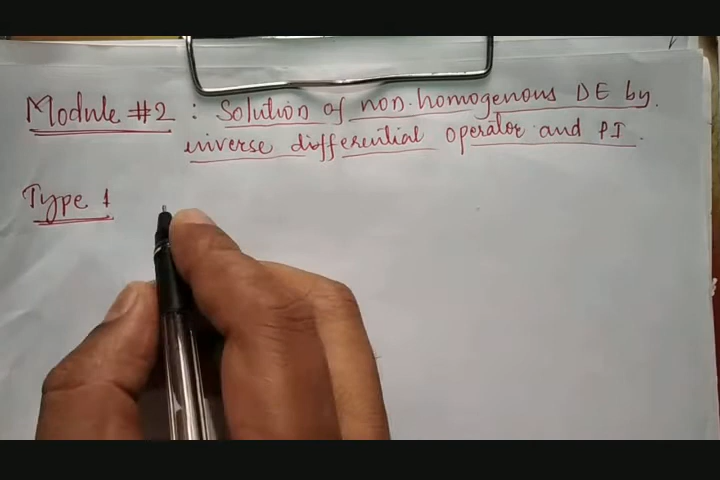 Module #2 : Solution of non-homogenous DE by
inverse differential operator and PI.
Type 1